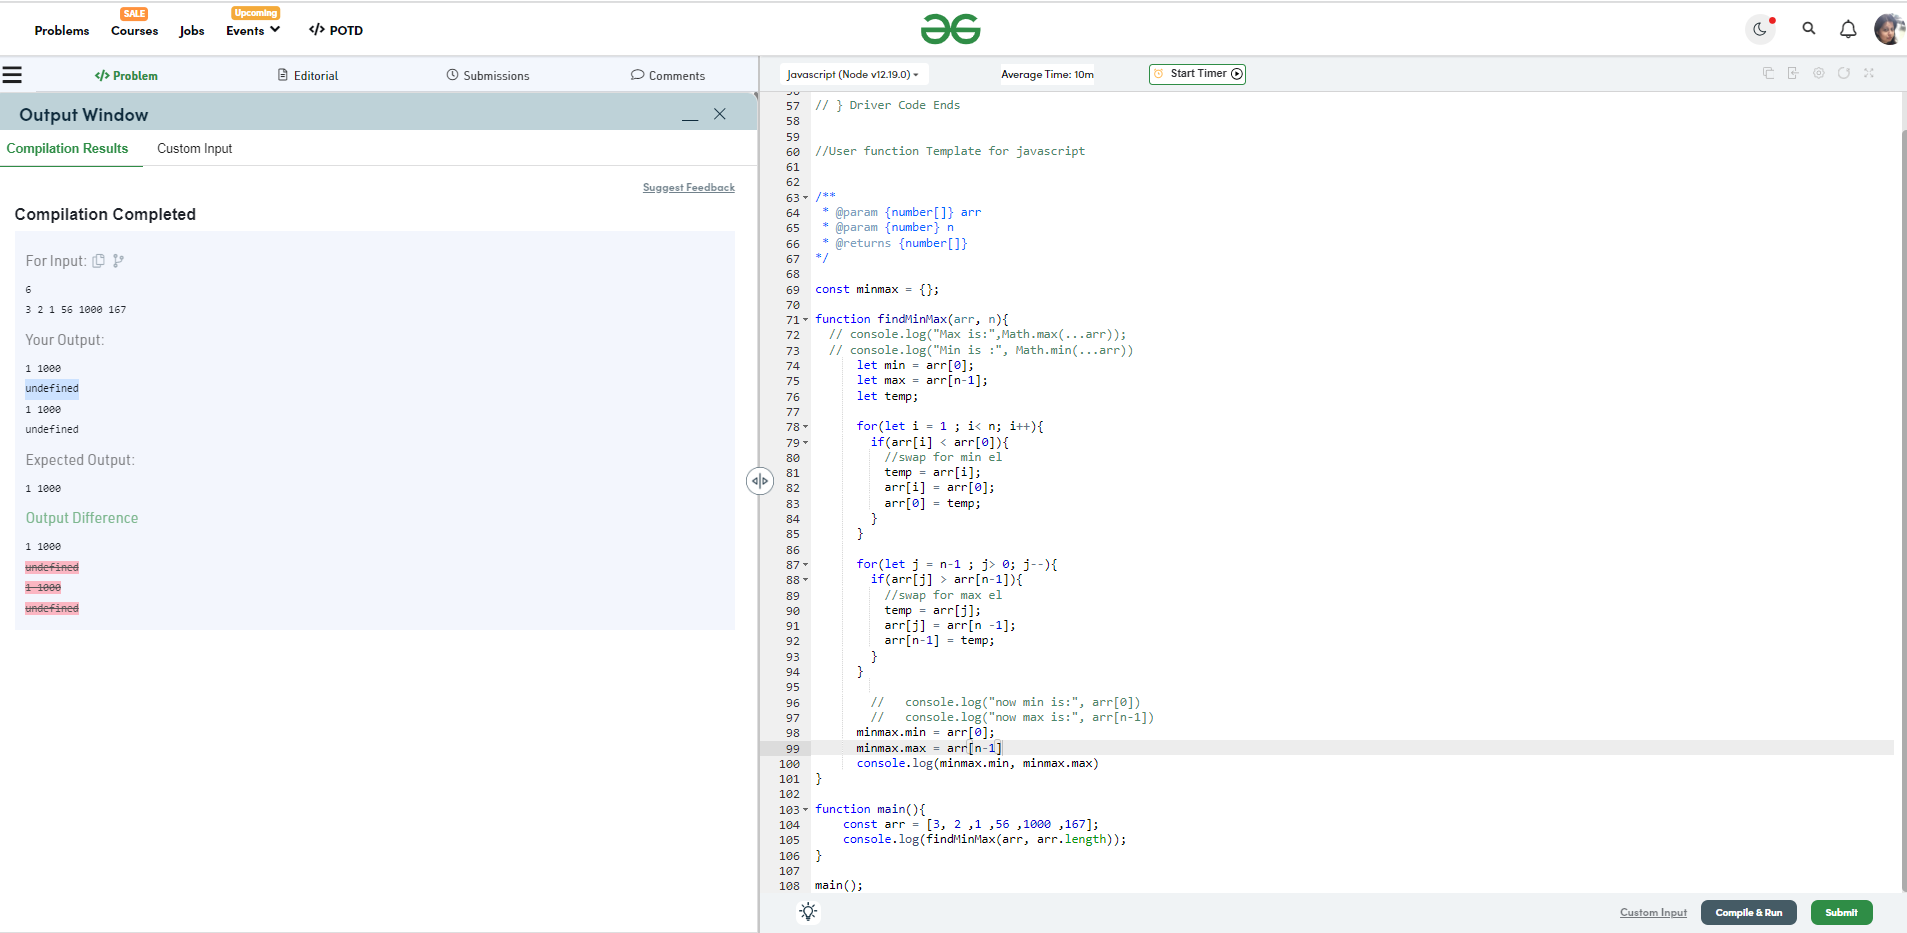 SALE
Upcoming
Problems Courses Jobs Events </> POTD
</> Problem Editorial Submissions Comments
Output Window
Compilation Results Custom Input
Suggest Feedback
Compilation Completed
For Input:
6
3 2 1 56 1000 167
Your Output:
1 1000
undefined
1 1000
undefined
Expected Output:
1 1000
Output Difference
1 1000
undefined
1 1000
undefined
Javascript (Node v12.19.0) Average Time: 10m Start Timer
57 // } Driver Code Ends
58
59
60 //User function Template for javascript
61
62
63 /**
64  * @param {number[]} arr
65  * @param {number} n
66  * @returns {number[]}
67 */
68
69 const minmax = {};
70
71 function findMinMax(arr, n){
72   // console.log("Max is:",Math.max(...arr));
73   // console.log("Min is :", Math.min(...arr))
74       let min = arr[0];
75       let max = arr[n-1];
76       let temp;
77
78       for(let i = 1 ; i< n; i++){
79         if(arr[i] < arr[0]){
80           //swap for min el
81           temp = arr[i];
82           arr[i] = arr[0];
83           arr[0] = temp;
84         }
85       }
86
87       for(let j = n-1 ; j> 0; j--){
88         if(arr[j] > arr[n-1]){
89           //swap for max el
90           temp = arr[j];
91           arr[j] = arr[n -1];
92           arr[n-1] = temp;
93         }
94       }
95
96         //   console.log("now min is:", arr[0])
97         //   console.log("now max is:", arr[n-1])
98       minmax.min = arr[0];
99       minmax.max = arr[n-1]
100       console.log(minmax.min, minmax.max)
101 }
102
103 function main(){
104     const arr = [3, 2 ,1 ,56 ,1000 ,167];
105     console.log(findMinMax(arr, arr.length));
106 }
107
108 main();
Custom Input Compile & Run Submit